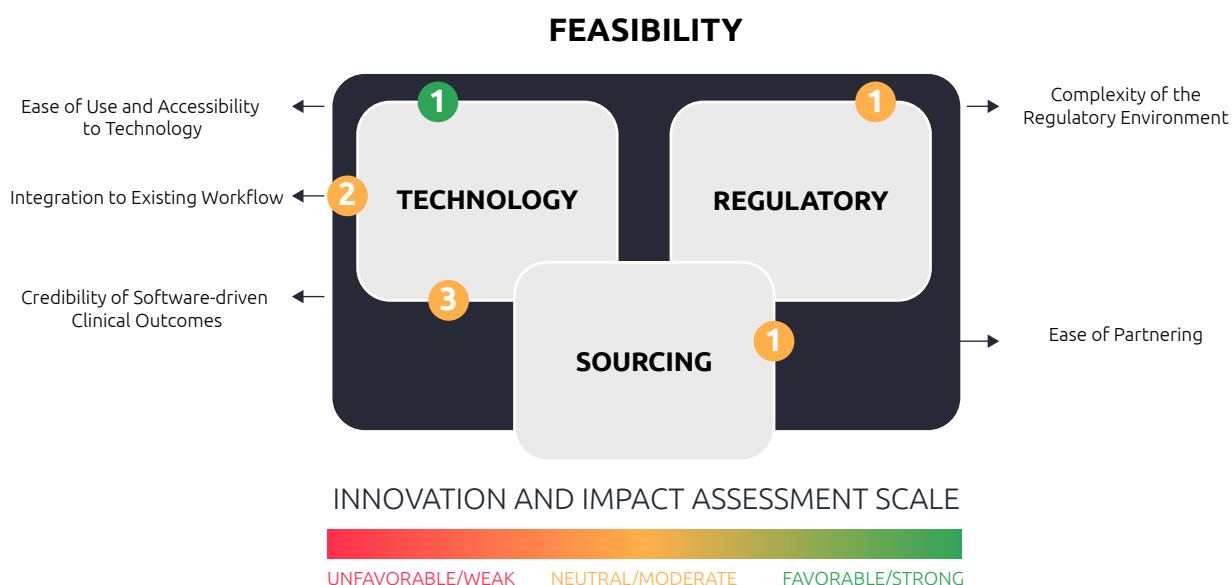 FEASIBILITY
Ease of Use and Accessibility
to Technology
1
1
Complexity of the
Regulatory Environment
Integration to Existing Workflow
2
TECHNOLOGY
REGULATORY
Credibility of Software-driven
Clinical Outcomes
3
SOURCING
1
Ease of Partnering
INNOVATION AND IMPACT ASSESSMENT SCALE
UNFAVORABLE/WEAK
NEUTRAL/MODERATE
FAVORABLE/STRONG